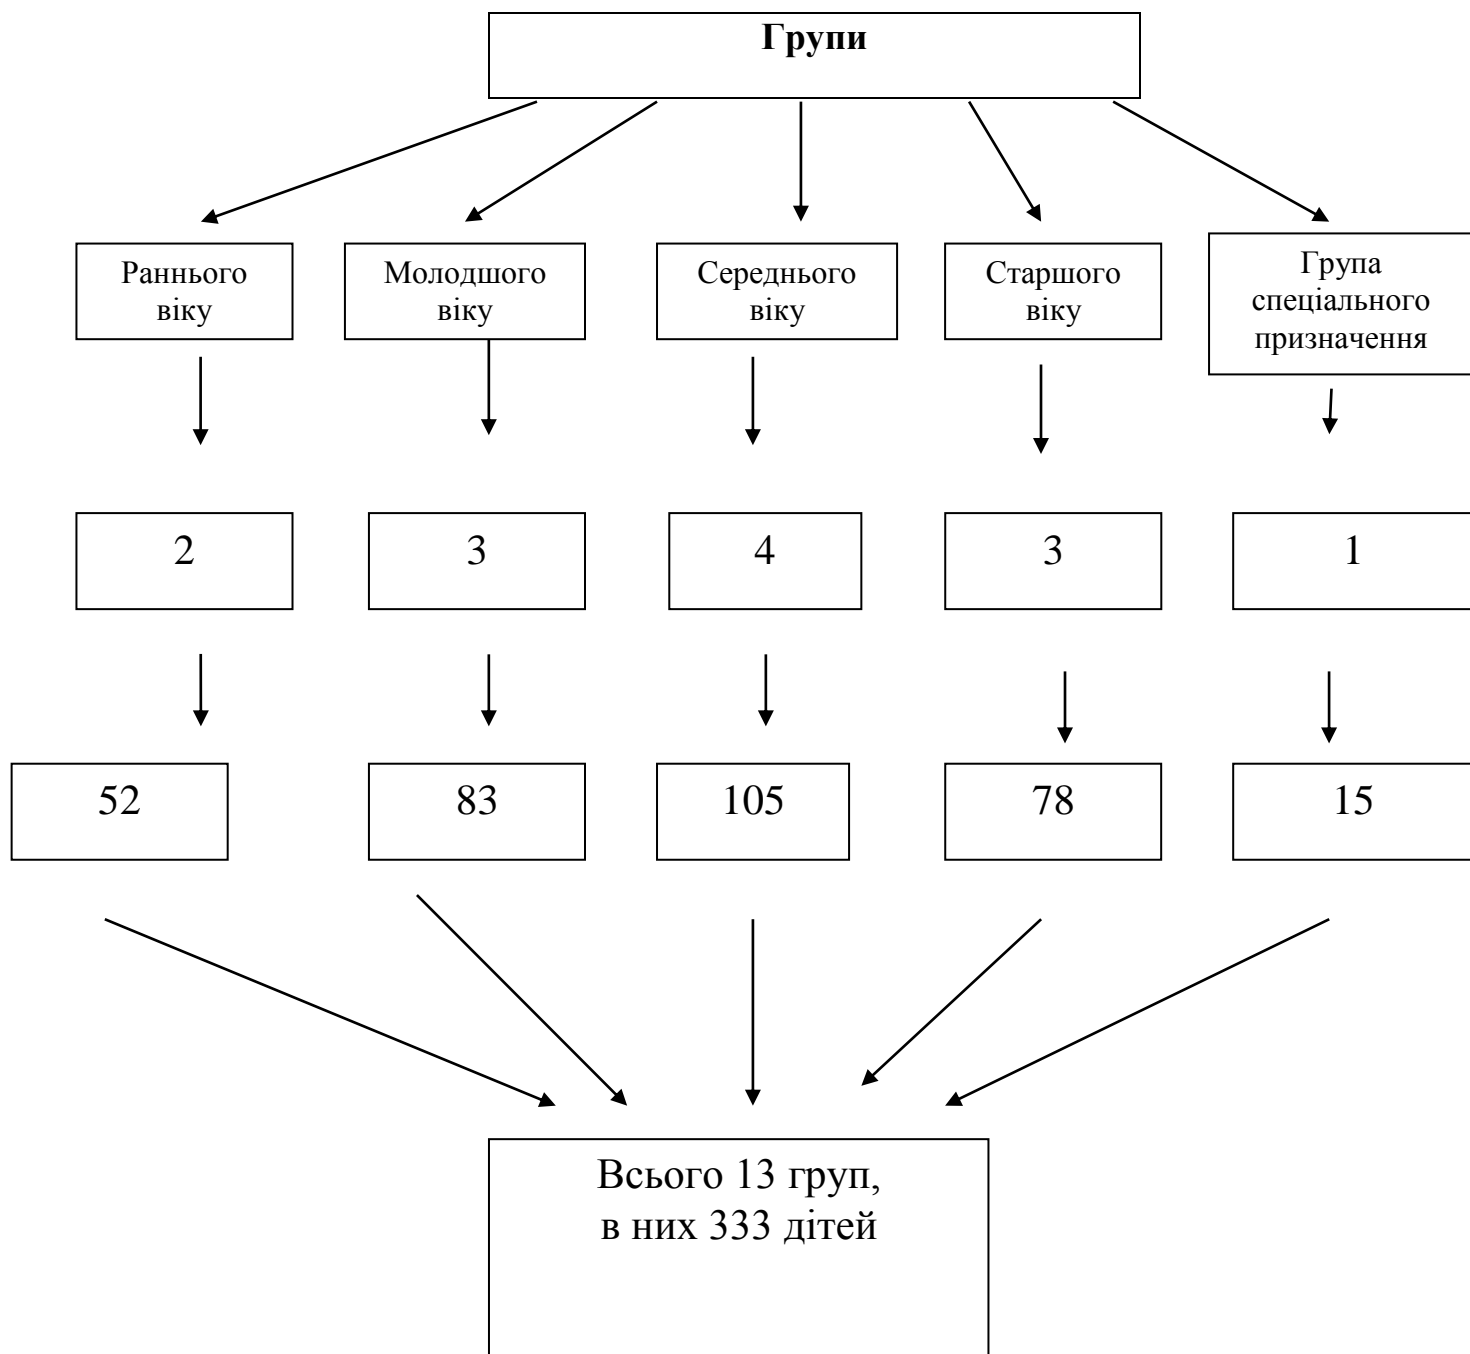 Групи
Раннього
віку
Молодшого
віку
Середнього
віку
Старшого
віку
Група
спеціального
призначення
2
3
4
3
1
52
83
105
78
15
Всього 13 груп,
в них 333 дітей